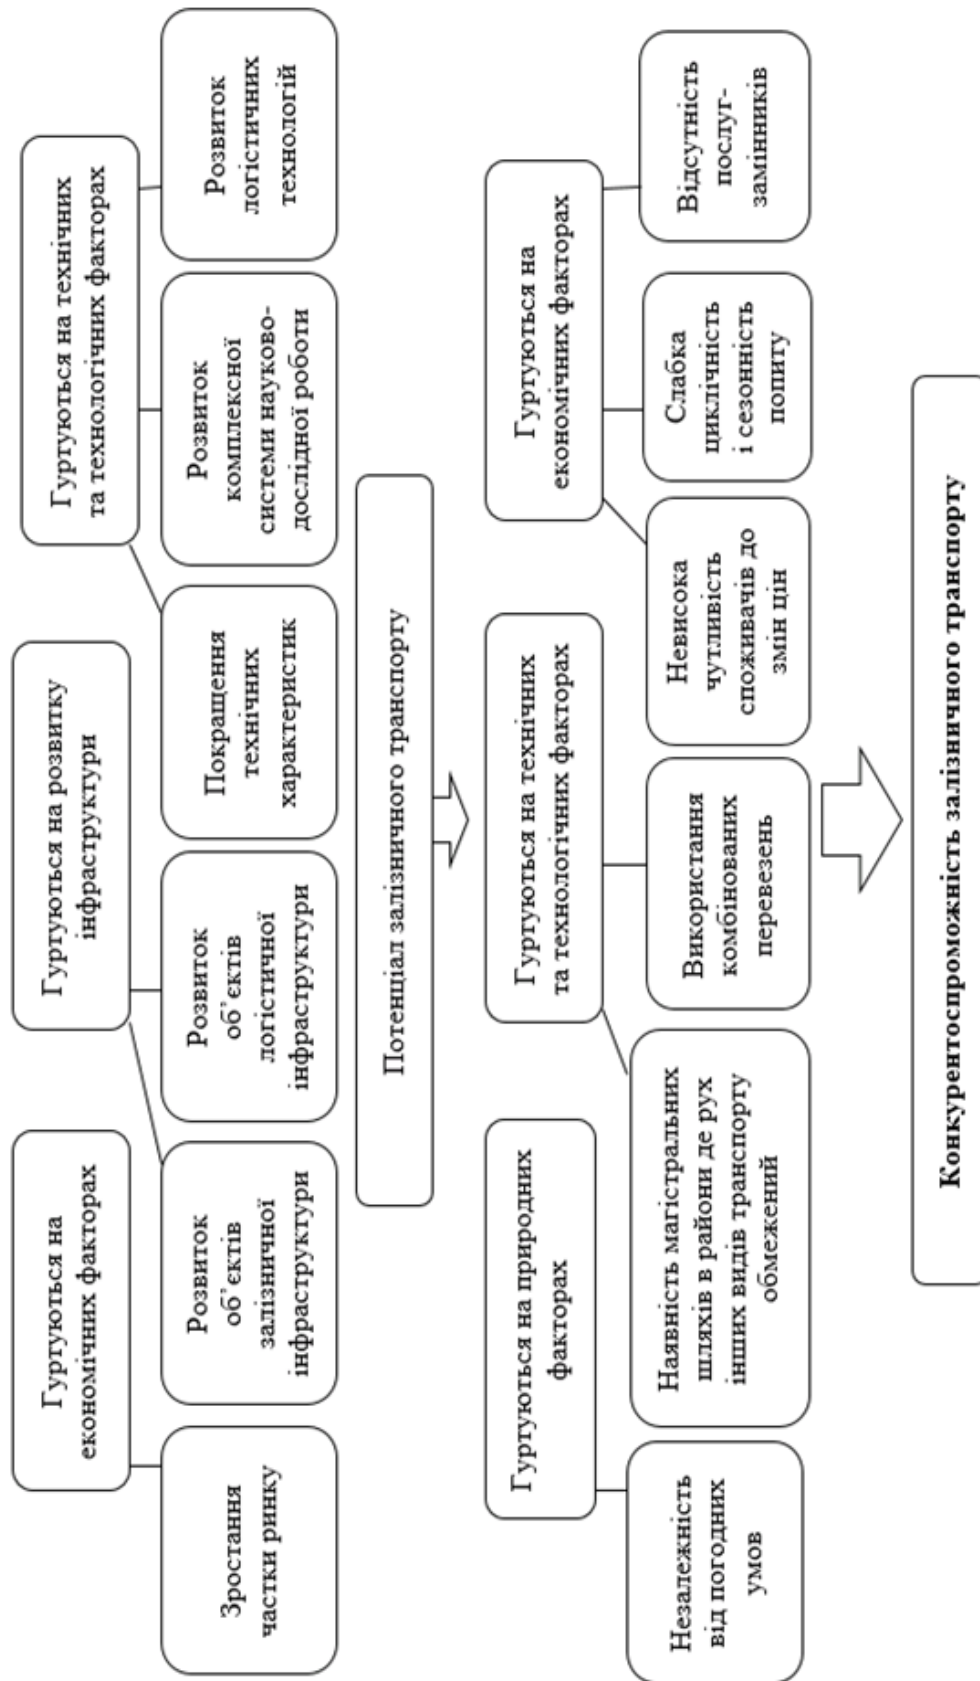 Гуртуються на
економічних факторах
Гуртуються на розвитку
інфраструктури
Гуртуються на технічних
та технологічних факторах
Зростання
частки ринку
Розвиток
об’єктів
залізничної
інфраструктури
Розвиток
об’єктів
логістичної
інфраструктури
Покращення
технічних
характеристик
Розвиток
комплексної
системи науково-
дослідної роботи
Розвиток
логістичних
технологій
Потенціал залізничного транспорту
Гуртуються на природних
факторах
Гуртуються на технічних
та технологічних факторах
Гуртуються на
економічних факторах
Незалежність
від погодних
умов
Наявність магістральних
шляхів в райони де рух
інших видів транспорту
обмежений
Використання
комбінованих
перевезень
Невисока
чутливість
споживачів до
змін цін
Слабка
циклічність
і сезонність
попиту
Відсутність
послуг-
замінників
Конкурентоспроможність залізничного транспорту